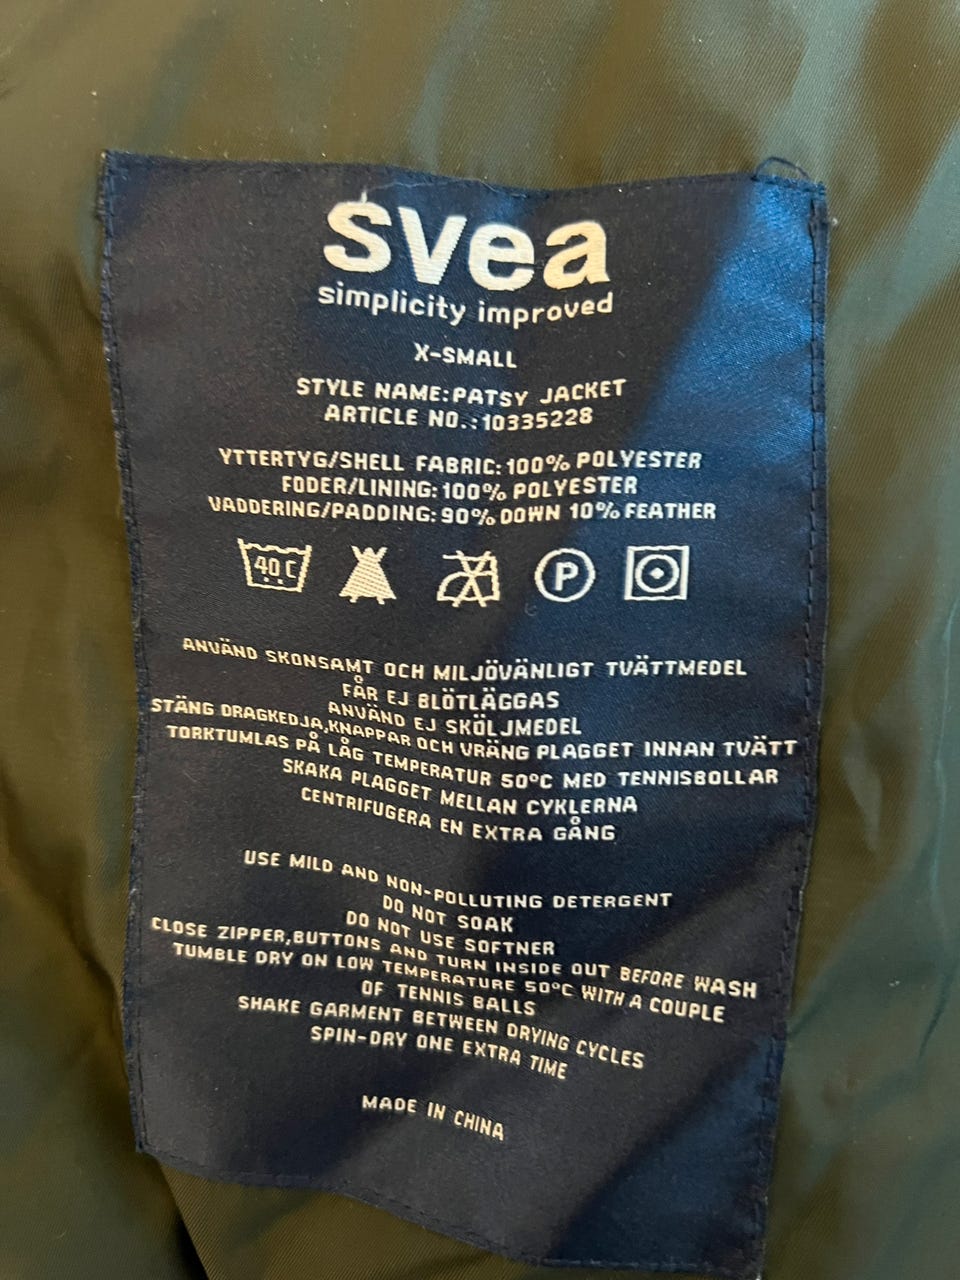 svea
simplicity improved
X-SMALL
STYLE NAME:PATSY JACKET
ARTICLE NO.:10335228
YTTERTYG/SHELL FABRIC:100% POLYESTER
FODER/LINING:100% POLYESTER
VADDERING/PADDING:90% DOWN 10% FEATHER
40 C P
ANVÄND SKONSAMT OCH MILJÖVÄNLIGT TVÄTTMEDEL
FÅR EJ BLÖTLÄGGAS
ANVÄND EJ SKÖLJMEDEL
STÄNG DRAGKEDJA,KNAPPAR OCH VRÄNG PLAGGET INNAN TVÄTT
TORKTUMLAS PÅ LÅG TEMPERATUR 50°C MED TENNISBOLLAR
SKAKA PLAGGET MELLAN CYKLERNA
CENTRIFUGERA EN EXTRA GÅNG
USE MILD AND NON-POLLUTING DETERGENT
DO NOT SOAK
DO NOT USE SOFTNER
CLOSE ZIPPER,BUTTONS AND TURN INSIDE OUT BEFORE WASH
TUMBLE DRY ON LOW TEMPERATURE 50°C WITH A COUPLE
OF TENNIS BALLS
SHAKE GARMENT BETWEEN DRYING CYCLES
SPIN-DRY ONE EXTRA TIME
MADE IN CHINA